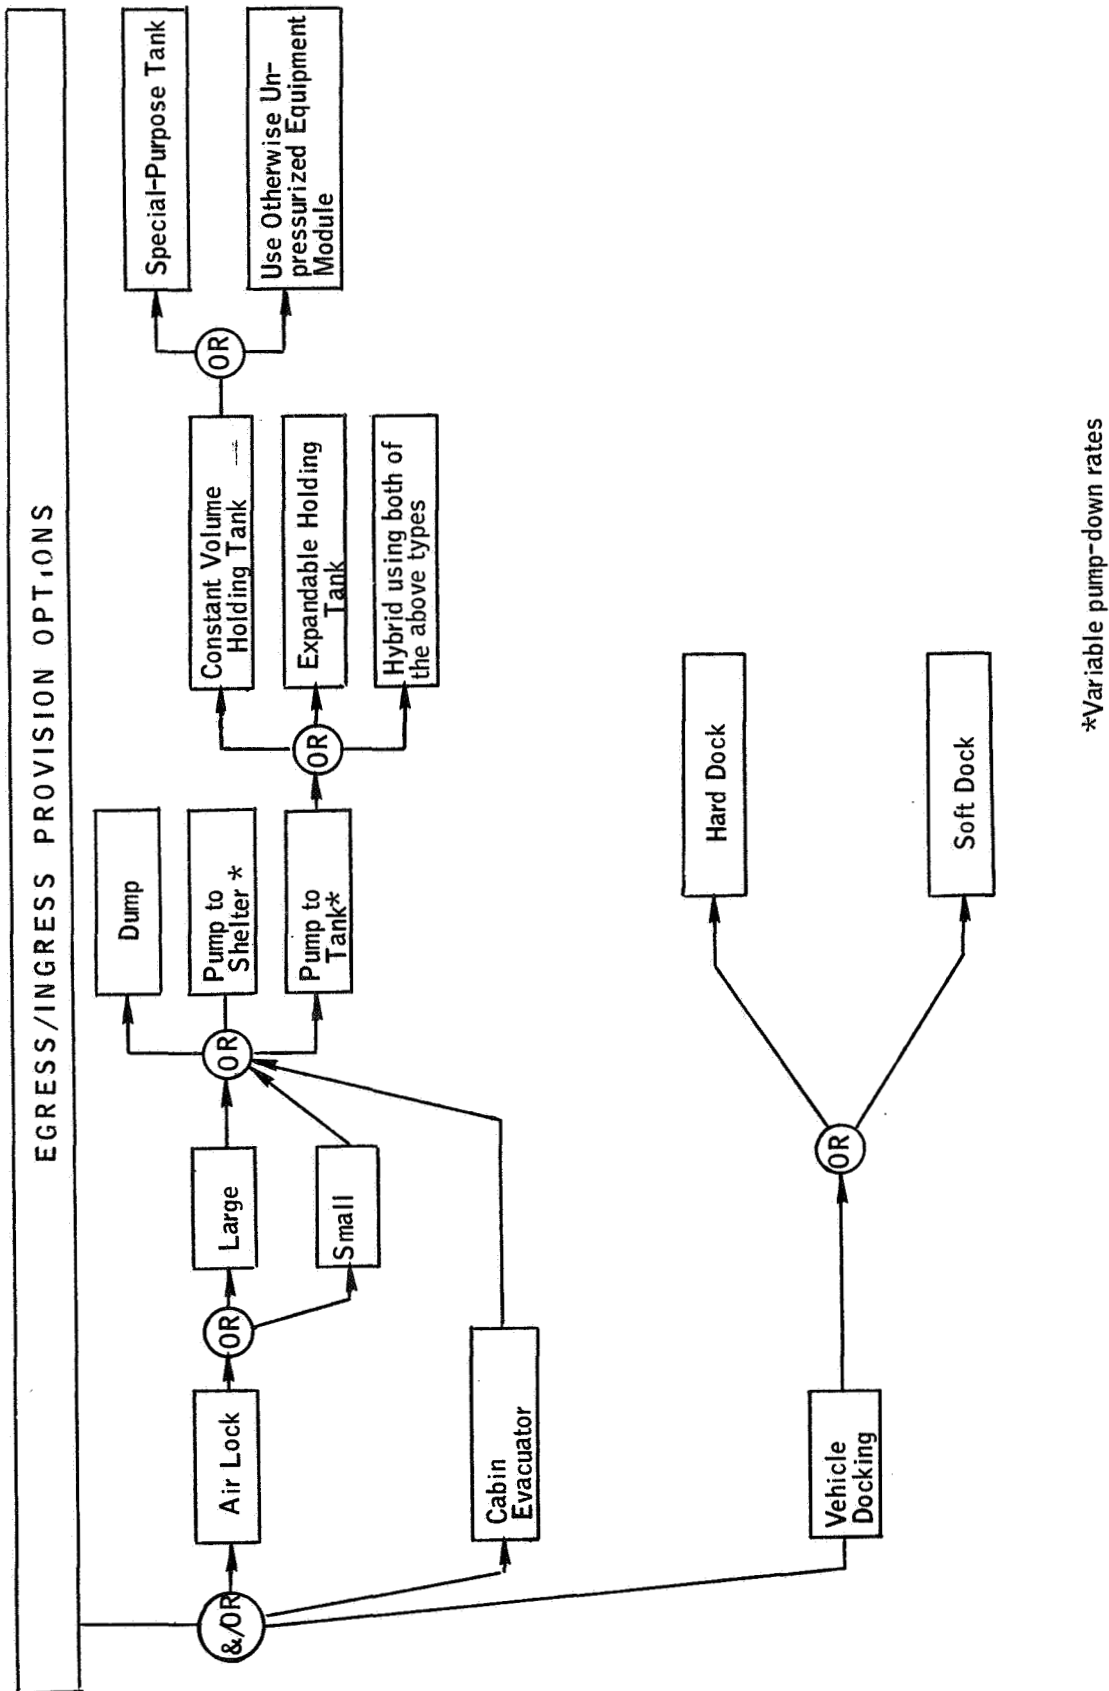 EGRESS/INGRESS PROVISION OPTIONS
&/OR
Air Lock
OR
Large
Small
Cabin
Evacuator
OR
Dump
Pump to
Shelter *
Pump to
Tank*
OR
Constant Volume
Holding Tank
Expandable Holding
Tank
Hybrid using both of
the above types
OR
Special-Purpose Tank
Use Otherwise Un-
pressurized Equipment
Module
Vehicle
Docking
OR
Hard Dock
Soft Dock
*Variable pump-down rates